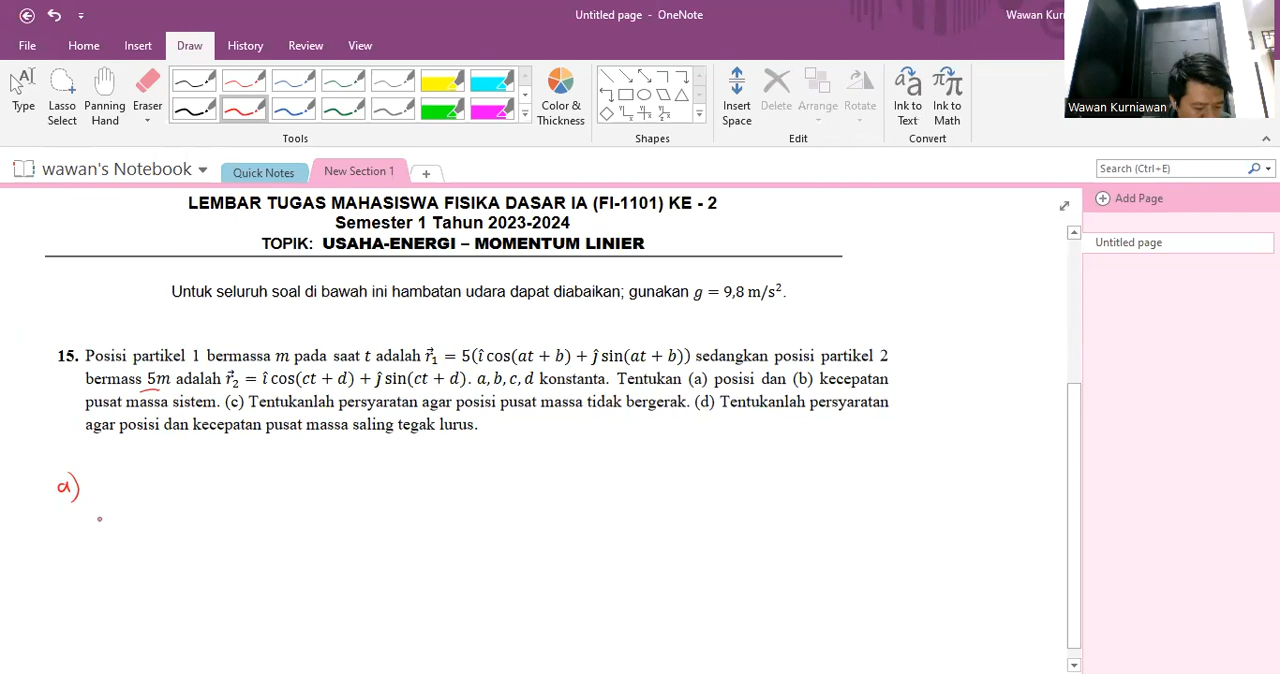 Untitled page - OneNote
Wawan Kurn
File Home Insert Draw History Review View
Type
Lasso Select
Panning Hand
Eraser
Color & Thickness
Insert Space
Delete
Arrange
Rotate
Ink to Text
Ink to Math
Tools
Shapes
Edit
Convert
Wawan Kurniawan
wawan's Notebook
Quick Notes
New Section 1
Search (Ctrl+E)
Add Page
Untitled page
LEMBAR TUGAS MAHASISWA FISIKA DASAR IA (FI-1101) KE - 2
Semester 1 Tahun 2023-2024
TOPIK: USAHA-ENERGI – MOMENTUM LINIER
Untuk seluruh soal di bawah ini hambatan udara dapat diabaikan; gunakan g = 9,8 m/s².
15. Posisi partikel 1 bermassa m pada saat t adalah r⃗₁ = 5(î cos(at + b) + ĵ sin(at + b)) sedangkan posisi partikel 2
bermass 5m adalah r⃗₂ = î cos(ct + d) + ĵ sin(ct + d). a, b, c, d konstanta. Tentukan (a) posisi dan (b) kecepatan
pusat massa sistem. (c) Tentukanlah persyaratan agar posisi pusat massa tidak bergerak. (d) Tentukanlah persyaratan
agar posisi dan kecepatan pusat massa saling tegak lurus.
a)